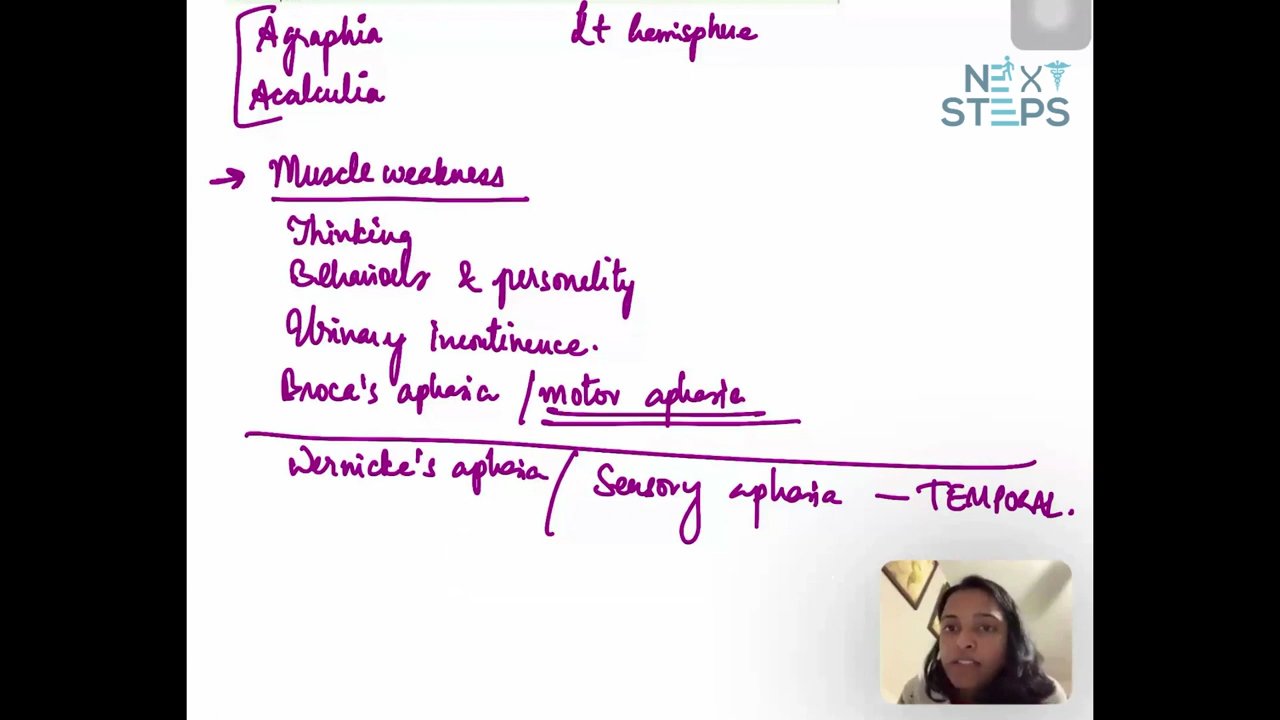 Agraphia Lt hemisphere
Acalculia
NEXT
STEPS
→ Muscle weakness
Thinking
Behaviors & personality
Urinary incontinence.
Broca's aphasia / motor aphasia
Wernicke's aphasia / Sensory aphasia — TEMPORAL.